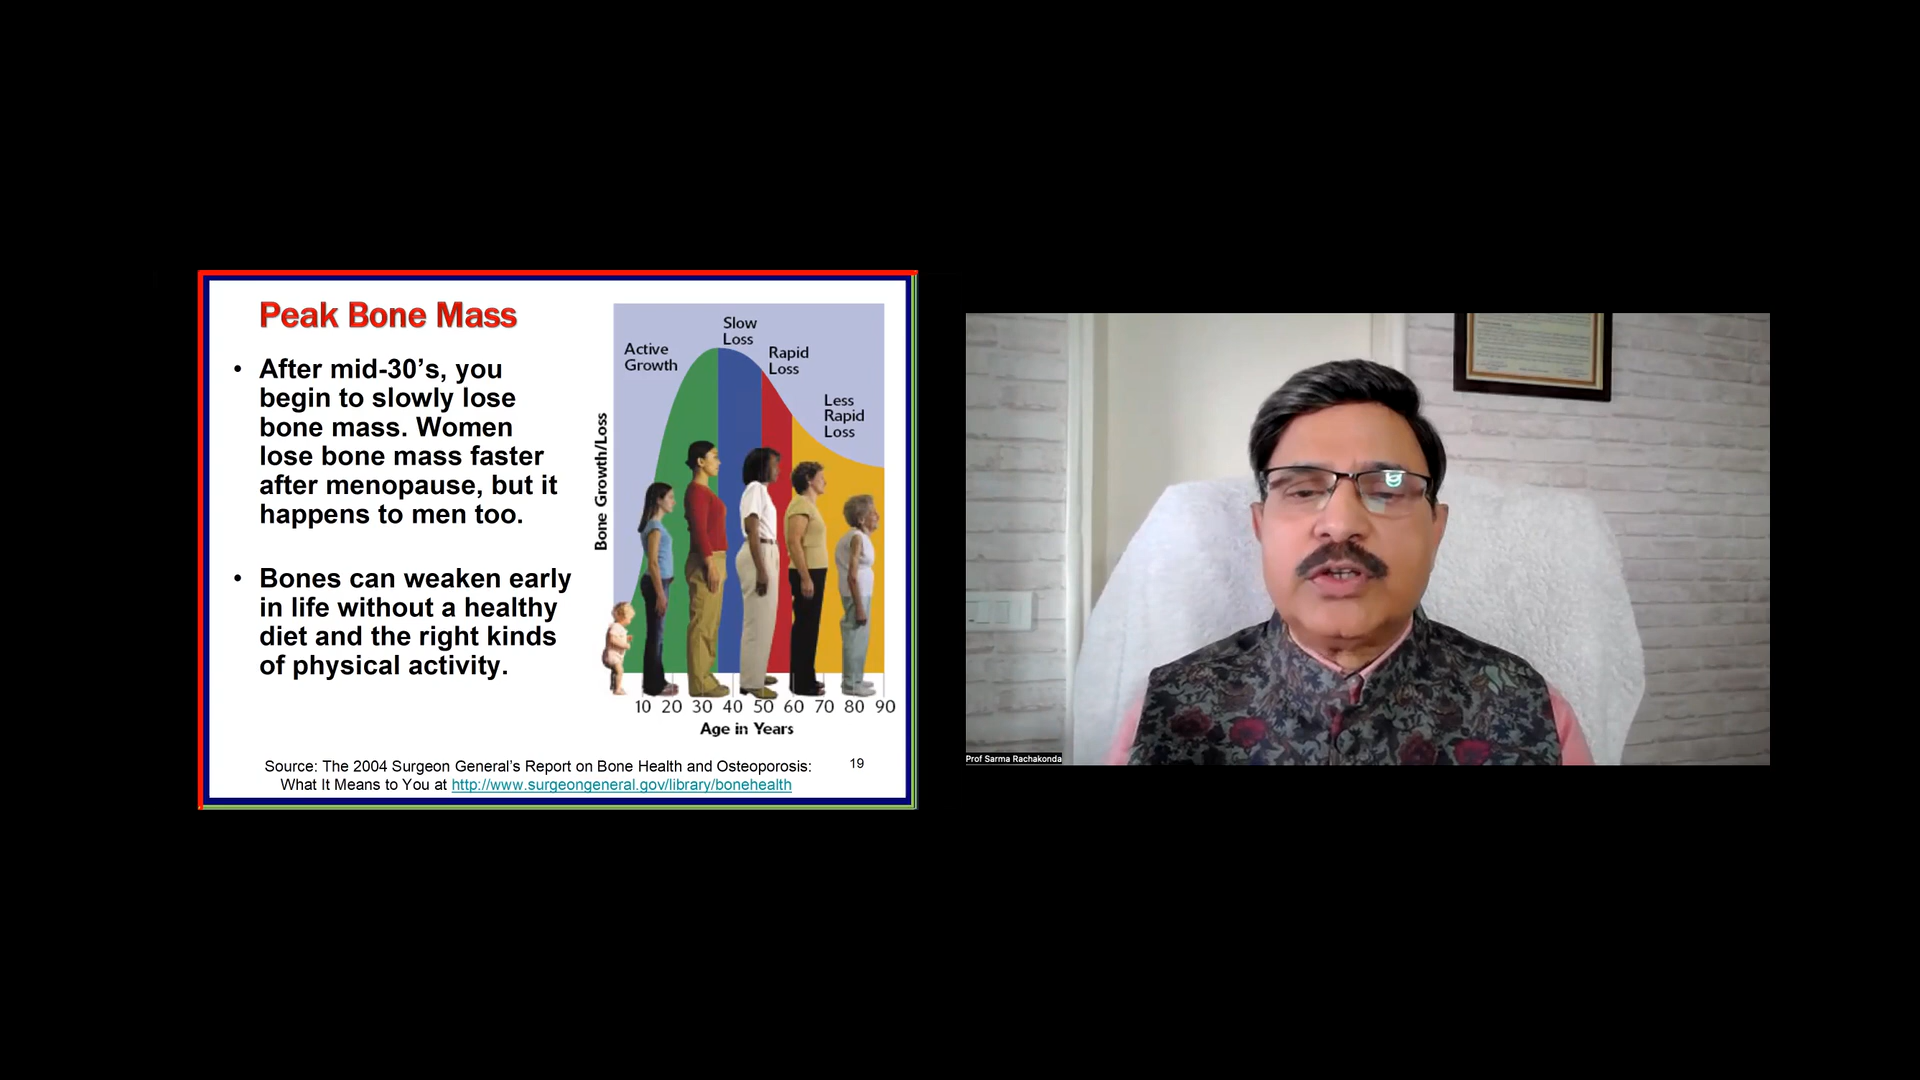 Peak Bone Mass
• After mid-30’s, you
begin to slowly lose
bone mass. Women
lose bone mass faster
after menopause, but it
happens to men too.
• Bones can weaken early
in life without a healthy
diet and the right kinds
of physical activity.
Active
Growth
Slow
Loss
Rapid
Loss
Less
Rapid
Loss
Bone Growth/Loss
10 20 30 40 50 60 70 80 90
Age in Years
Source: The 2004 Surgeon General’s Report on Bone Health and Osteoporosis:
What It Means to You at http://www.surgeongeneral.gov/library/bonehealth
19
Prof Sarma Rachakonda